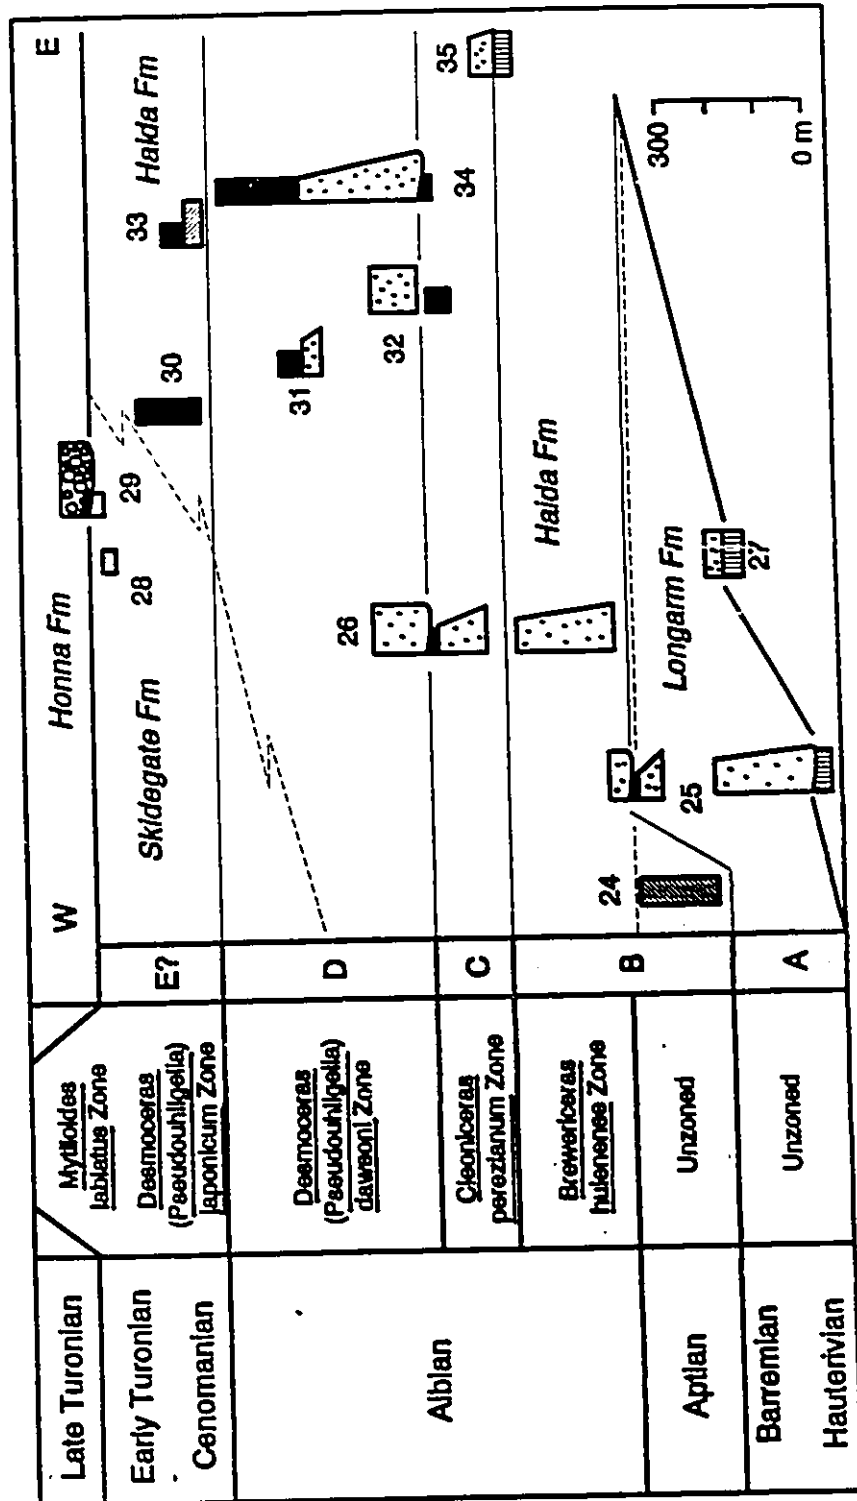 Late Turonian
Early Turonian
Cenomanian
Albian
Aptian
Barremian
Hauterivian
Mytiloides
labiatus Zone
Desmoceras
(Pseudouhligella)
japonicum Zone
Desmoceras
(Pseudouhligella)
dawsoni Zone
Cleoniceras
perezianum Zone
Brewericeras
hulenense Zone
Unzoned
Unzoned
E?
D
C
B
A
W
E
Honna Fm
Skidegate Fm
Haida Fm
Haida Fm
Longarm Fm
24
25
26
27
28
29
30
31
32
33
34
35
300
0 m